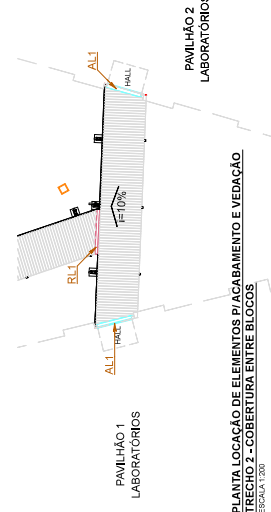 PAVILHÃO 2
LABORATÓRIOS
HALL
AL1
i=10%
RL1
HALL
AL1
PAVILHÃO 1
LABORATÓRIOS
PLANTA LOCAÇÃO DE ELEMENTOS P/ ACABAMENTO E VEDAÇÃO
TRECHO 2 - COBERTURA ENTRE BLOCOS
ESCALA 1:200